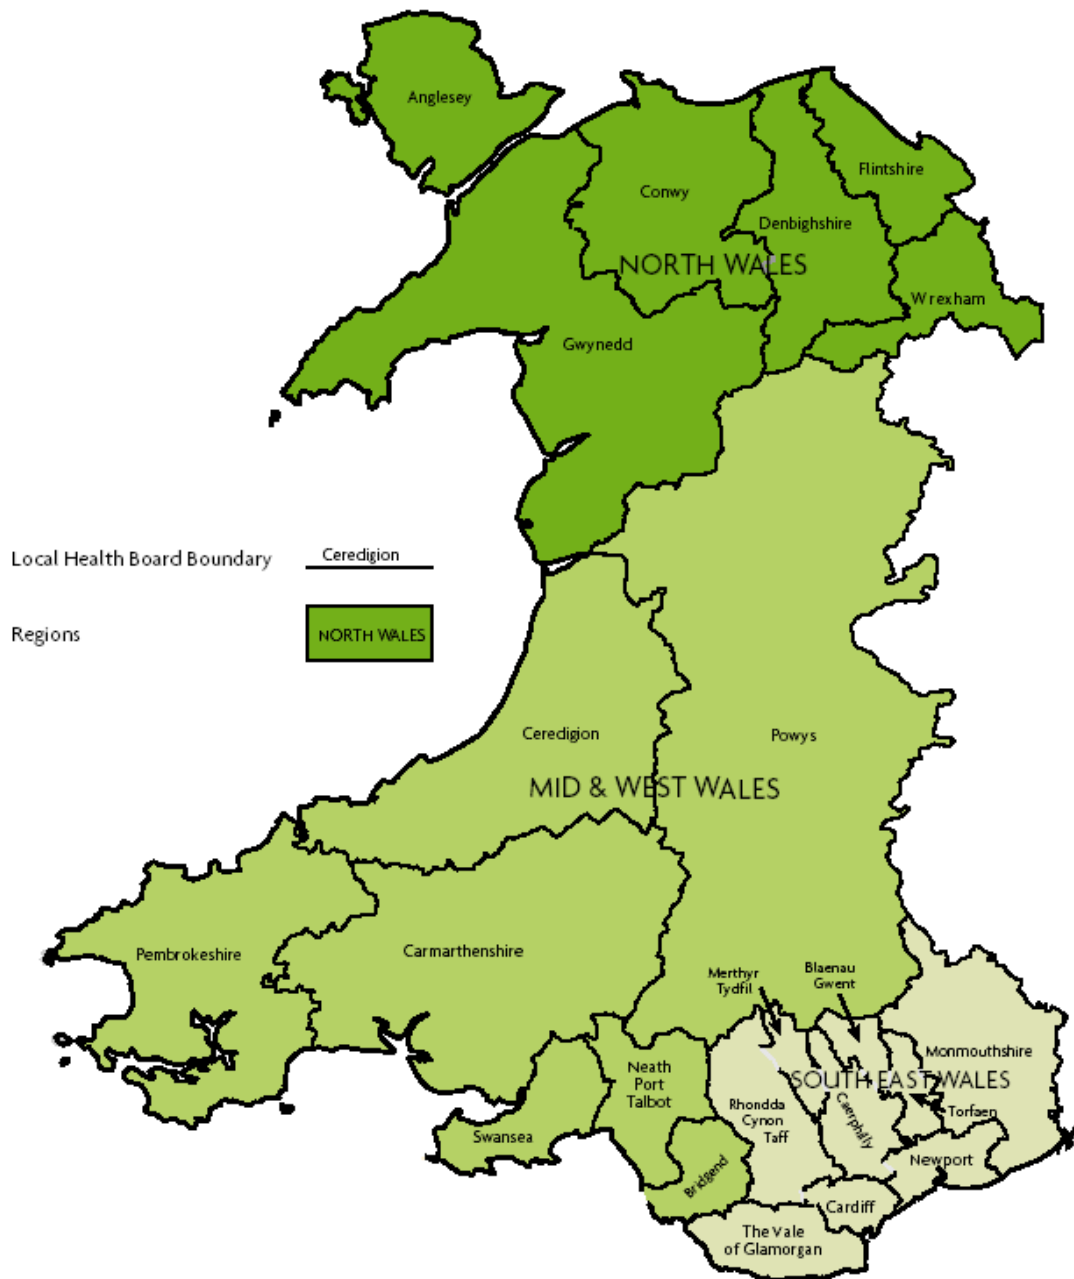 Anglesey
Flintshire
Conwy
Denbighshire
NORTH WALES
Wrexham
Gwynedd
Local Health Board Boundary
Ceredigion
Regions
NORTH WALES
Ceredigion
Powys
MID & WEST WALES
Pembrokeshire
Carmarthenshire
Merthyr
Tydfil
Blaenau
Gwent
Monmouthshire
SOUTH EAST WALES
Neath
Port
Talbot
Rhondda
Cynon
Taff
Caerphilly
Torfaen
Swansea
Bridgend
Newport
Cardiff
The Vale
of Glamorgan